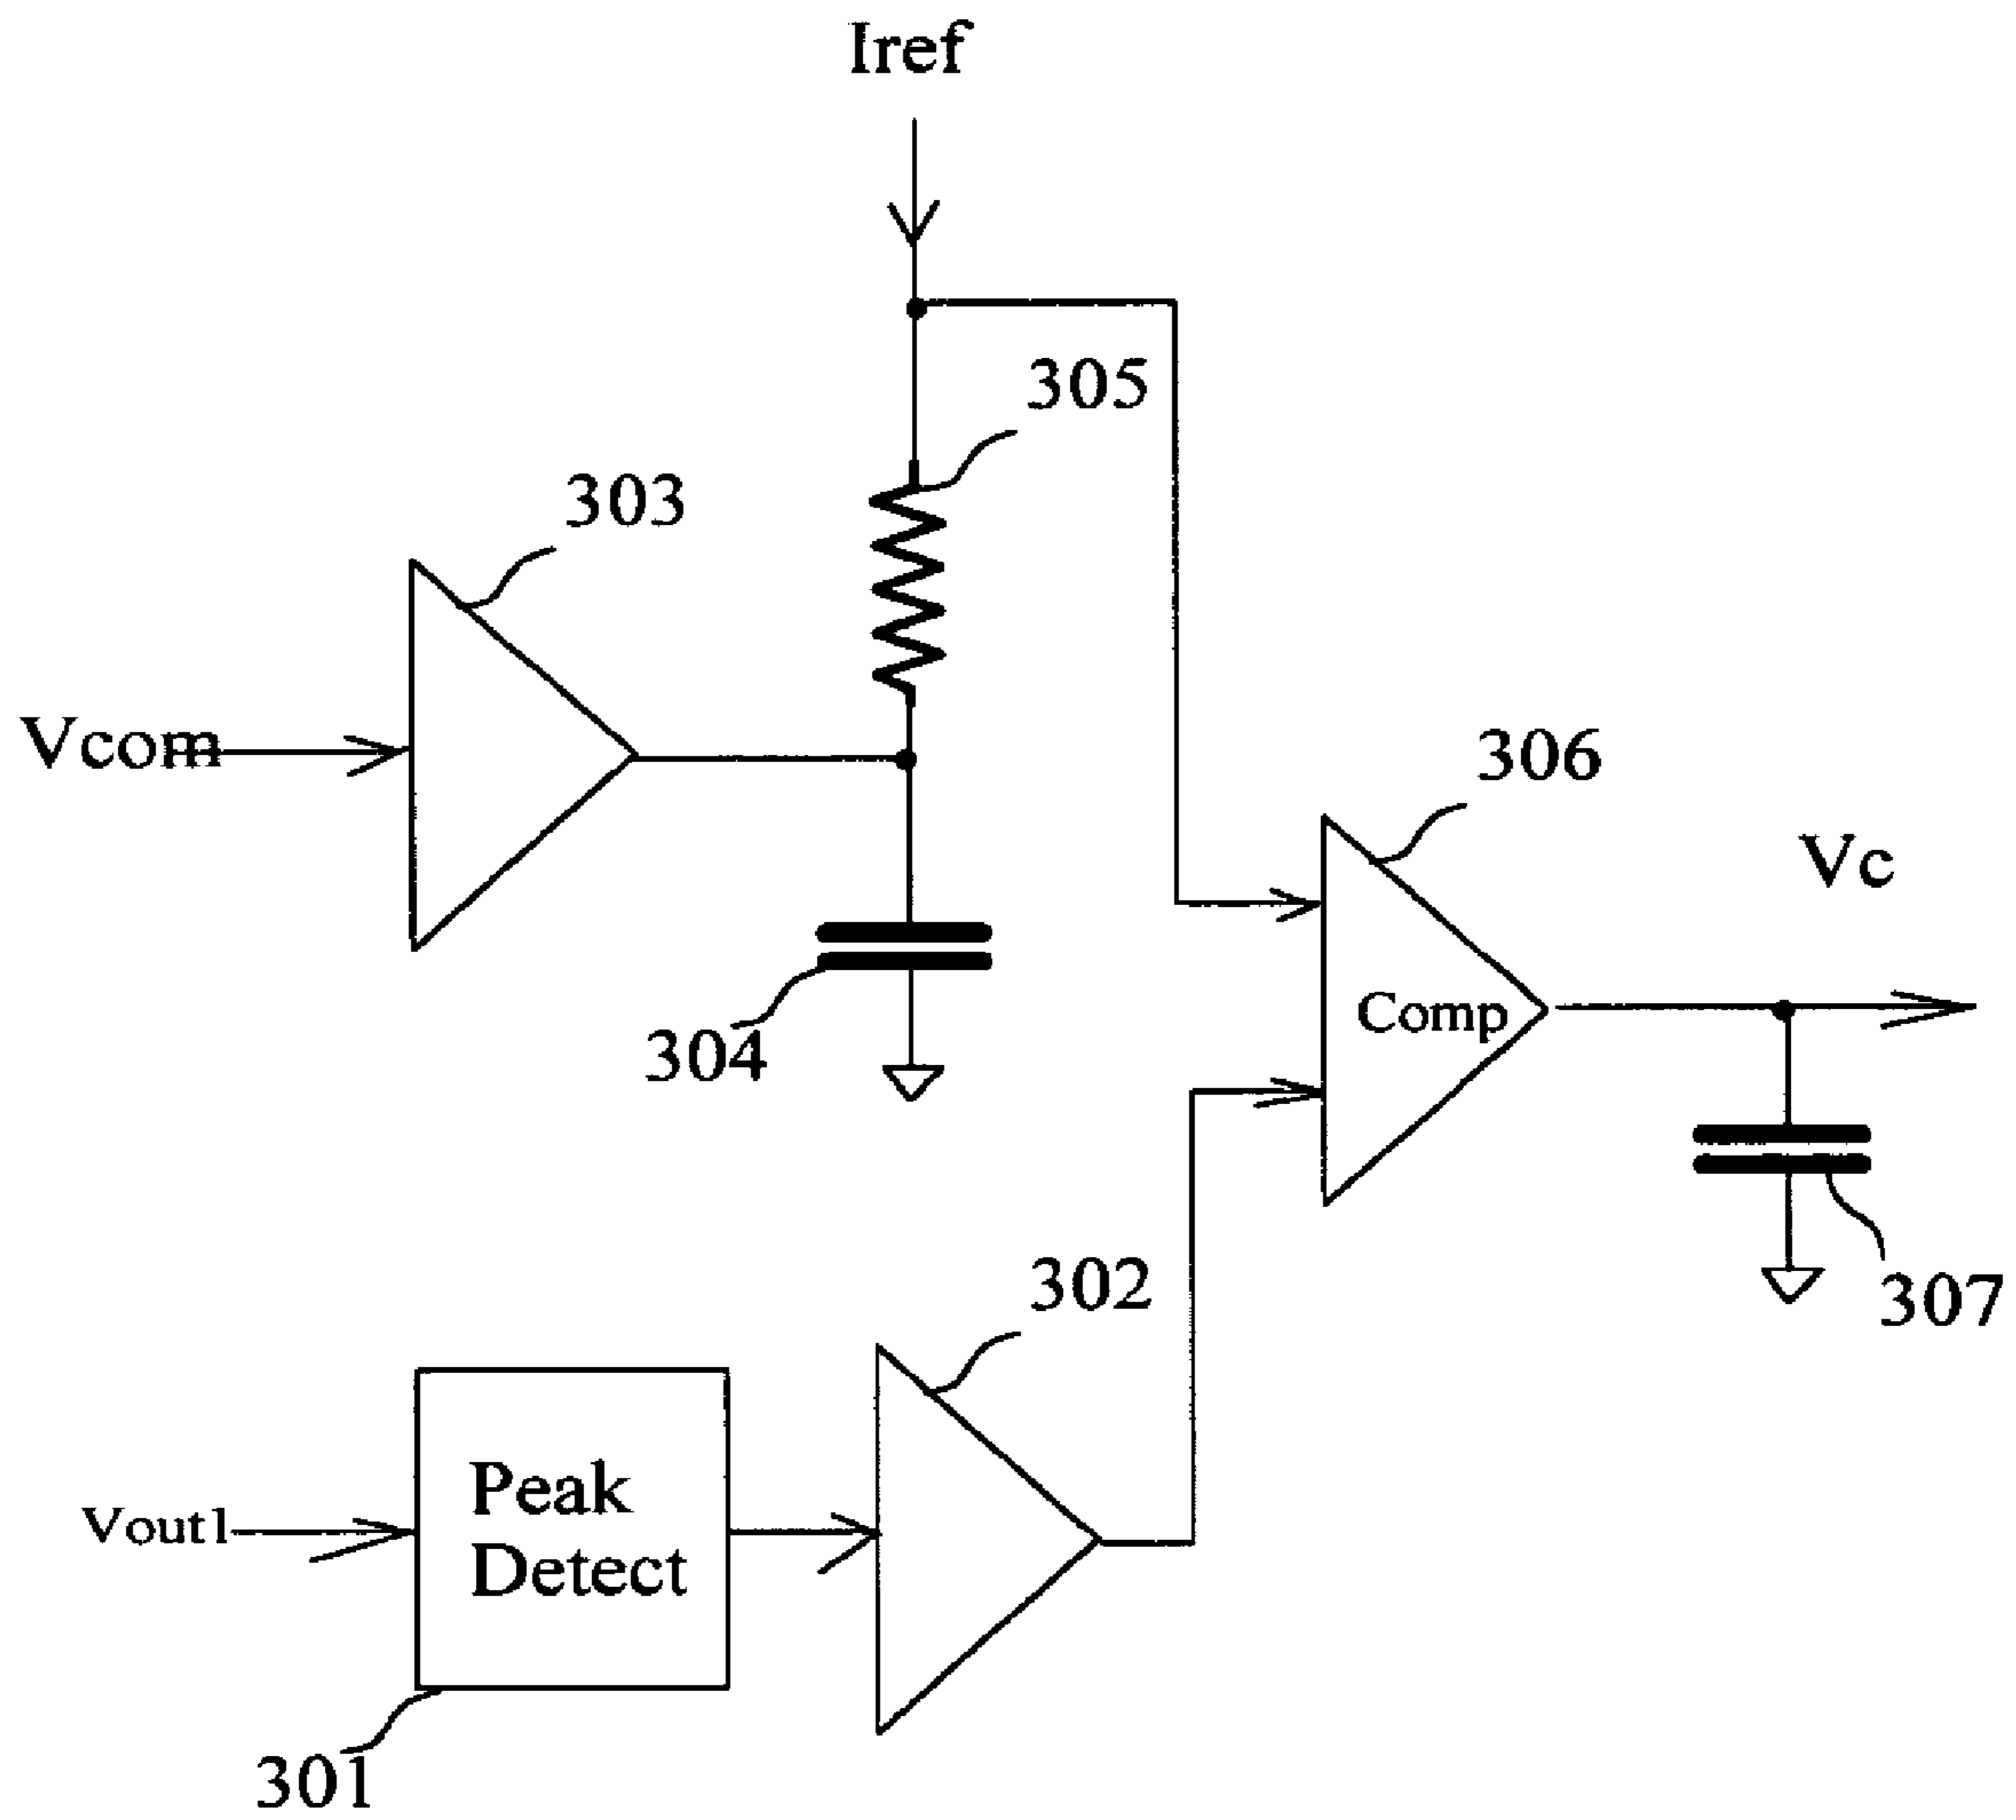 Iref
305
303
Vcom
306
Vc
Comp
304
302
307
Peak
Detect
Vout1
301